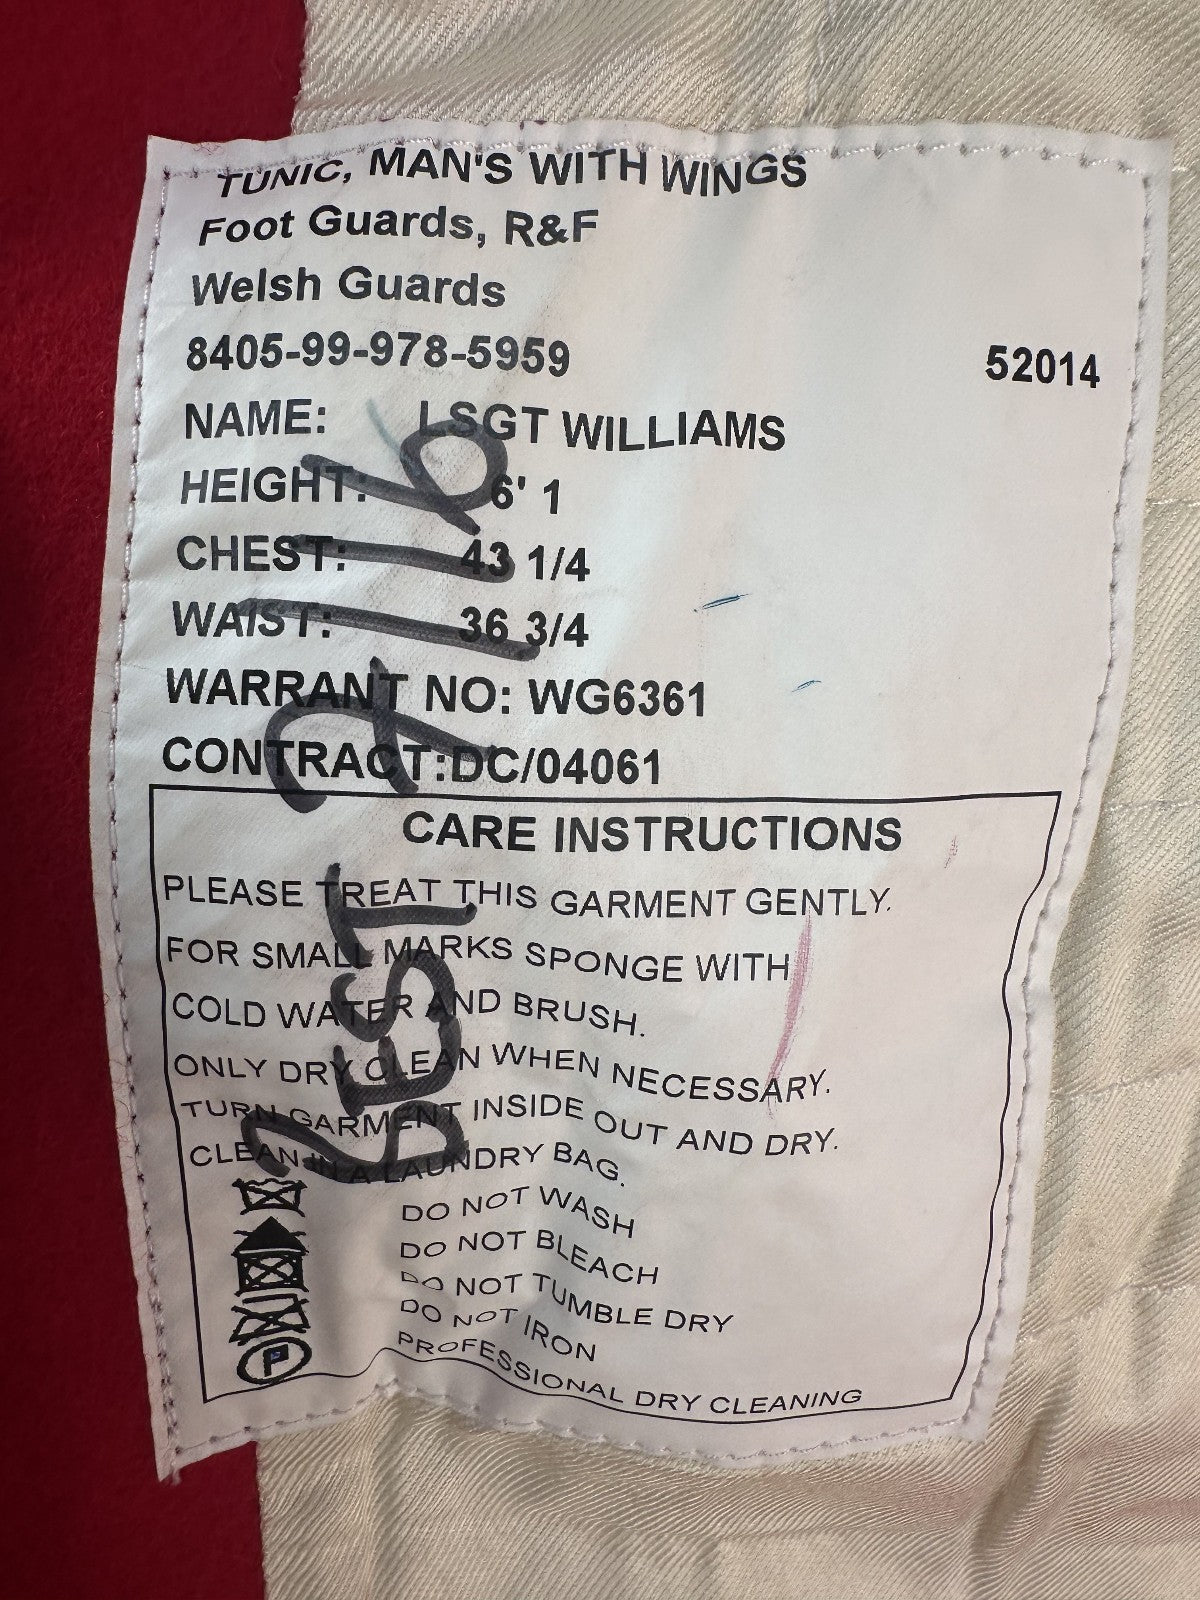 TUNIC, MAN'S WITH WINGS
Foot Guards, R&F
Welsh Guards
8405-99-978-5959 52014
NAME: LSGT WILLIAMS
HEIGHT: 6' 1
CHEST: 43 1/4
WAIST: 36 3/4
WARRANT NO: WG6361
CONTRACT:DC/04061
CARE INSTRUCTIONS
PLEASE TREAT THIS GARMENT GENTLY.
FOR SMALL MARKS SPONGE WITH
COLD WATER AND BRUSH.
ONLY DRY CLEAN WHEN NECESSARY.
TURN GARMENT INSIDE OUT AND DRY.
CLEAN IN A LAUNDRY BAG.
DO NOT WASH
DO NOT BLEACH
DO NOT TUMBLE DRY
DO NOT IRON
P PROFESSIONAL DRY CLEANING
BEST